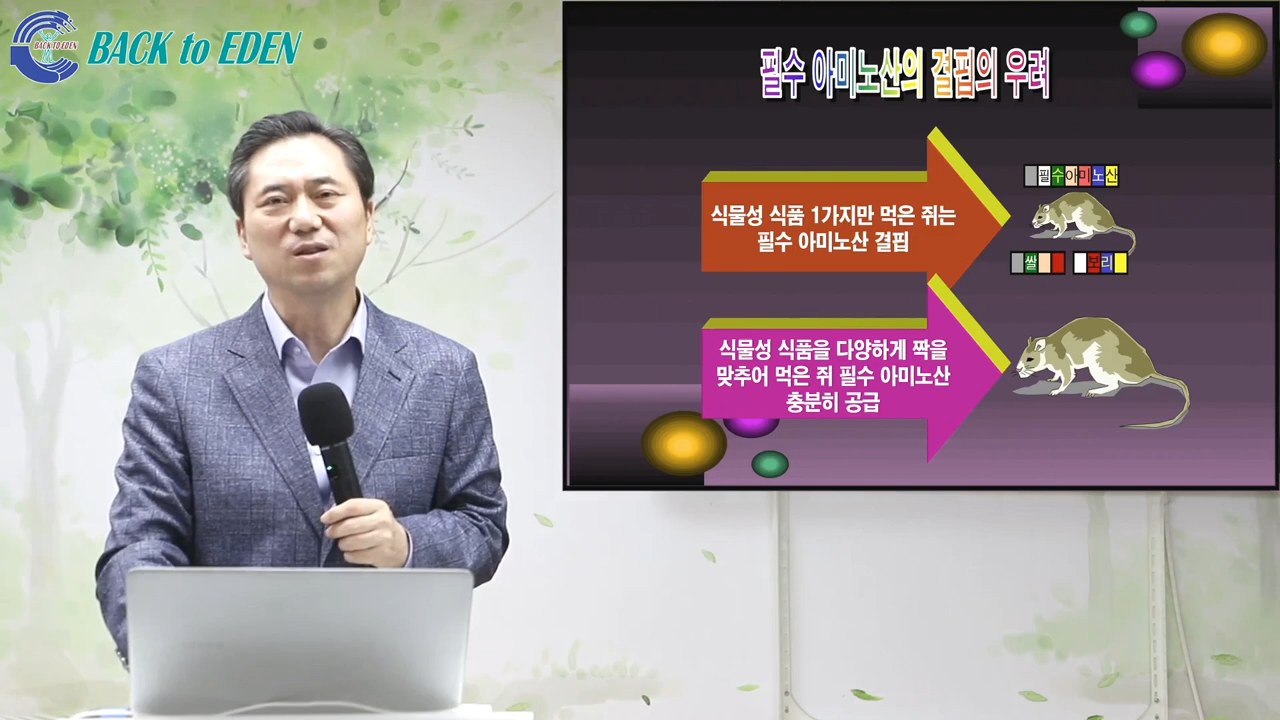 BACK TO EDEN
BACK to EDEN
필수 아미노산의 결핍의 우려
식물성 식품 1가지만 먹은 쥐는
필수 아미노산 결핍
필수아미노산
쌀
보리
식물성 식품을 다양하게 짝을
맞추어 먹은 쥐 필수 아미노산
충분히 공급